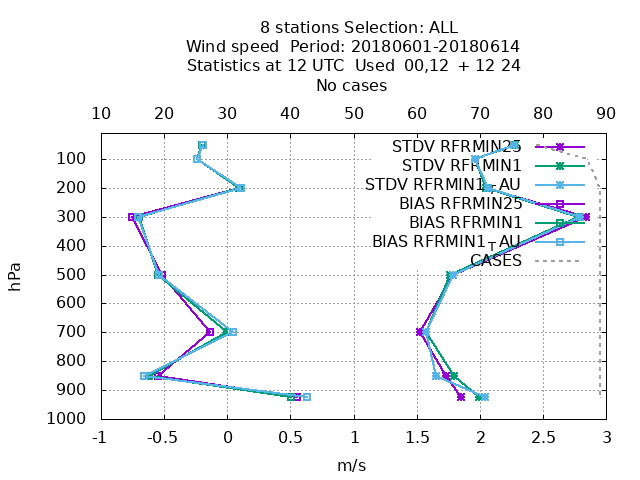 8 stations Selection: ALL
Wind speed  Period: 20180601-20180614
Statistics at 12 UTC  Used  00,12  + 12 24
No cases
10 20 30 40 50 60 70 80 90
STDV RFRMIN25
100
STDV RFRMIN1
STDV RFRMIN1_TAU
200
BIAS RFRMIN25
300
BIAS RFRMIN1
400
BIAS RFRMIN1_TAU
CASES
500
hPa
600
700
800
900
1000
-1 -0.5 0 0.5 1 1.5 2 2.5 3
m/s